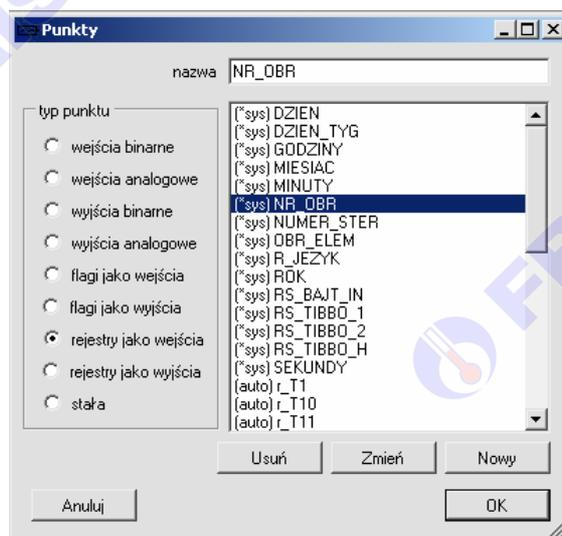 Punkty
nazwa NR_OBR
typ punktu
wejścia binarne
wejścia analogowe
wyjścia binarne
wyjścia analogowe
flagi jako wejścia
flagi jako wyjścia
rejestry jako wejścia
rejestry jako wyjścia
stała
(*sys) DZIEN
(*sys) DZIEN_TYG
(*sys) GODZINY
(*sys) MIESIAC
(*sys) MINUTY
(*sys) NR_OBR
(*sys) NUMER_STER
(*sys) OBR_ELEM
(*sys) R_JEZYK
(*sys) ROK
(*sys) RS_BAJT_IN
(*sys) RS_TIBBO_1
(*sys) RS_TIBBO_2
(*sys) RS_TIBBO_H
(*sys) SEKUNDY
(auto) r_T1
(auto) r_T10
(auto) r_T11
Usuń Zmień Nowy
Anuluj OK